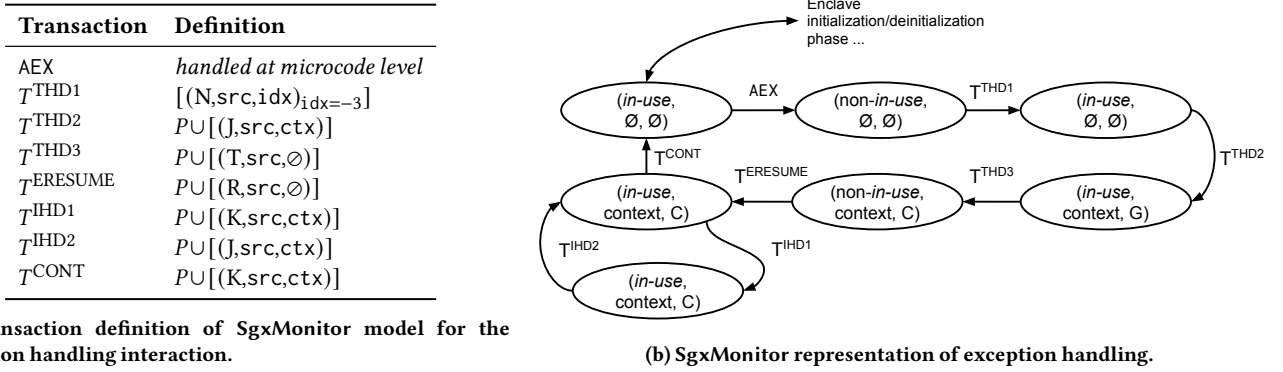 Transaction Definition
AEX handled at microcode level
T^THD1 [(N,src,idx)_idx=−3]
T^THD2 P∪[(J,src,ctx)]
T^THD3 P∪[(T,src,⊘)]
T^ERESUME P∪[(R,src,⊘)]
T^IHD1 P∪[(K,src,ctx)]
T^IHD2 P∪[(J,src,ctx)]
T^CONT P∪[(K,src,ctx)]
nsaction definition of SgxMonitor model for the
on handling interaction.
Enclave
initialization/deinitialization
phase ...
(in-use,
Ø, Ø)
AEX
(non-in-use,
Ø, Ø)
T^THD1
(in-use,
Ø, Ø)
T^THD2
(in-use,
context, G)
T^THD3
(non-in-use,
context, C)
T^ERESUME
(in-use,
context, C)
T^CONT
T^IHD1
T^IHD2
(in-use,
context, C)
(b) SgxMonitor representation of exception handling.